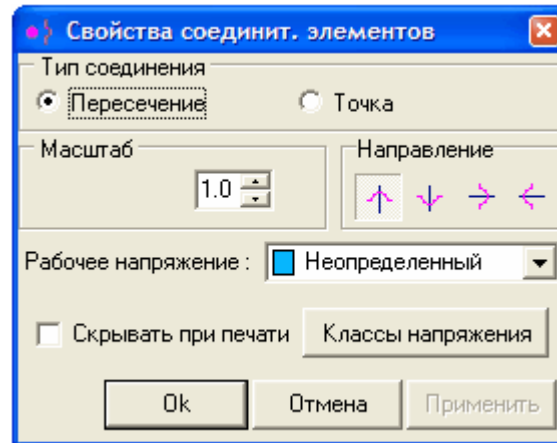 Свойства соединит. элементов
Тип соединения
Пересечение Точка
Масштаб Направление
1.0
Рабочее напряжение : Неопределенный
Скрывать при печати Классы напряжения
Ok Отмена Применить